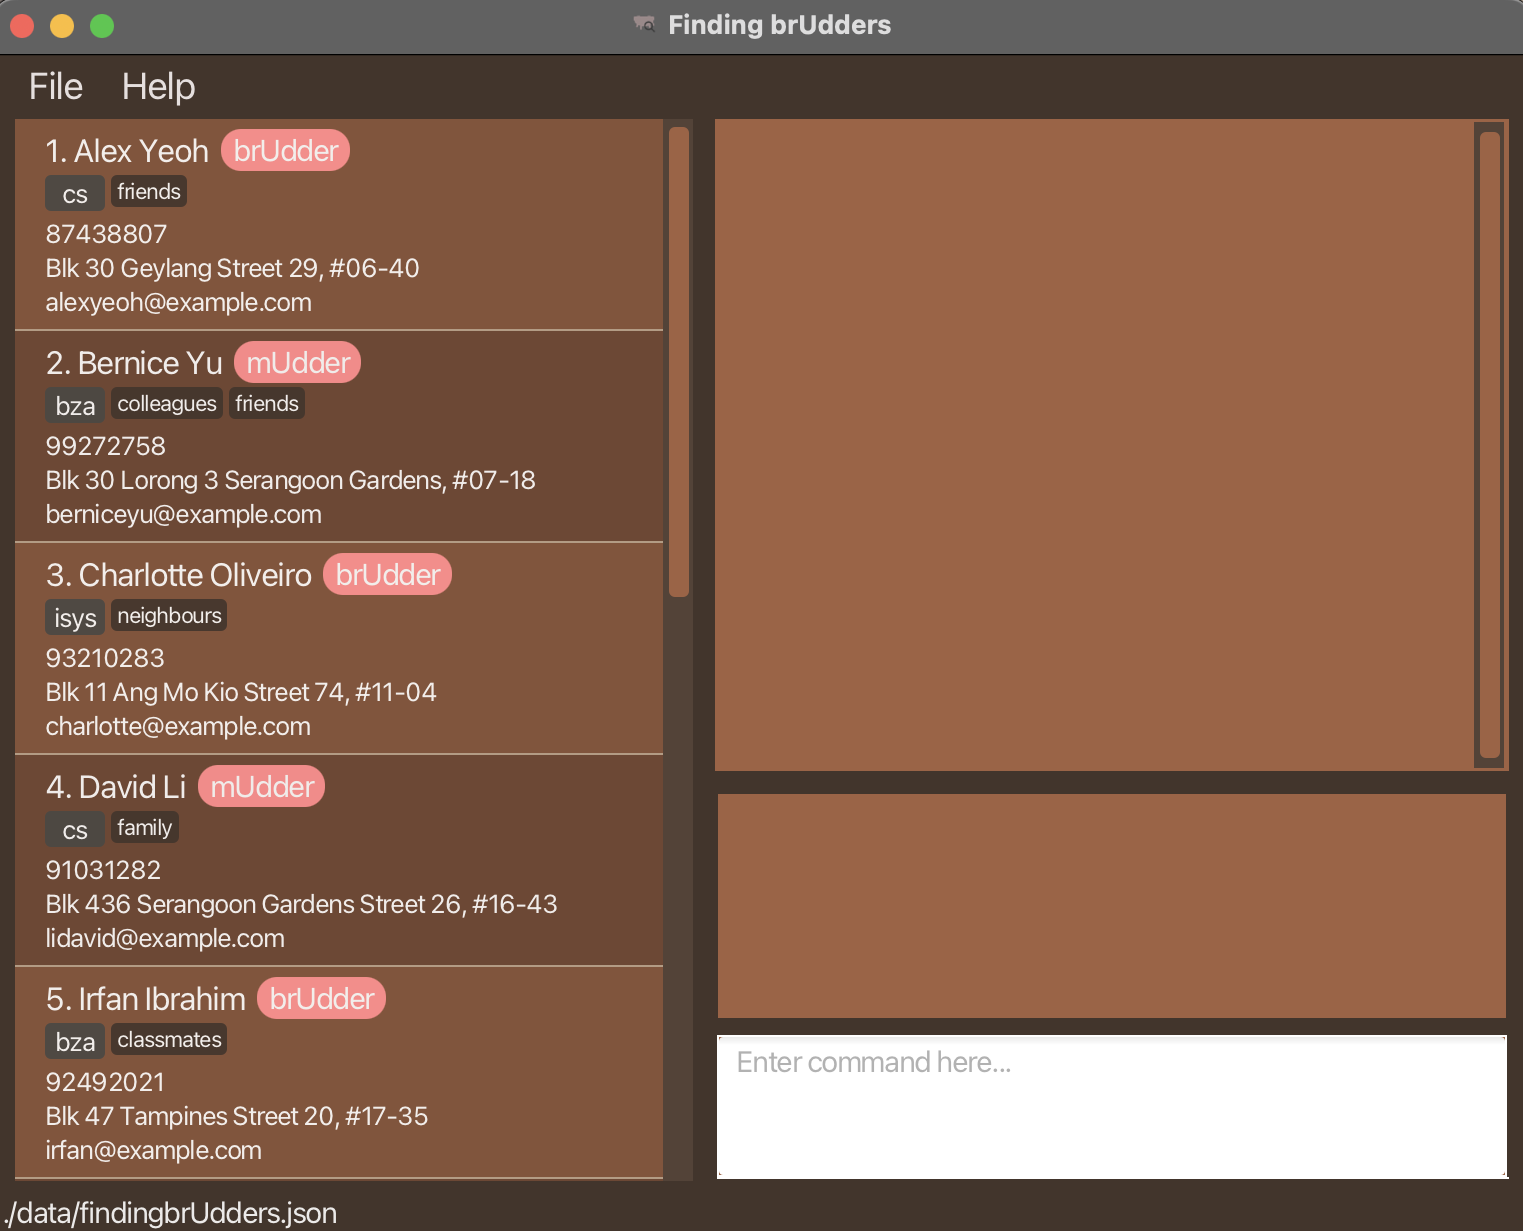 Finding brUdders
File Help
1. Alex Yeoh brUdder
cs friends
87438807
Blk 30 Geylang Street 29, #06-40
alexyeoh@example.com
2. Bernice Yu mUdder
bza colleagues friends
99272758
Blk 30 Lorong 3 Serangoon Gardens, #07-18
berniceyu@example.com
3. Charlotte Oliveiro brUdder
isys neighbours
93210283
Blk 11 Ang Mo Kio Street 74, #11-04
charlotte@example.com
4. David Li mUdder
cs family
91031282
Blk 436 Serangoon Gardens Street 26, #16-43
lidavid@example.com
5. Irfan Ibrahim brUdder
bza classmates
92492021
Blk 47 Tampines Street 20, #17-35
irfan@example.com
Enter command here...
./data/findingbrUdders.json